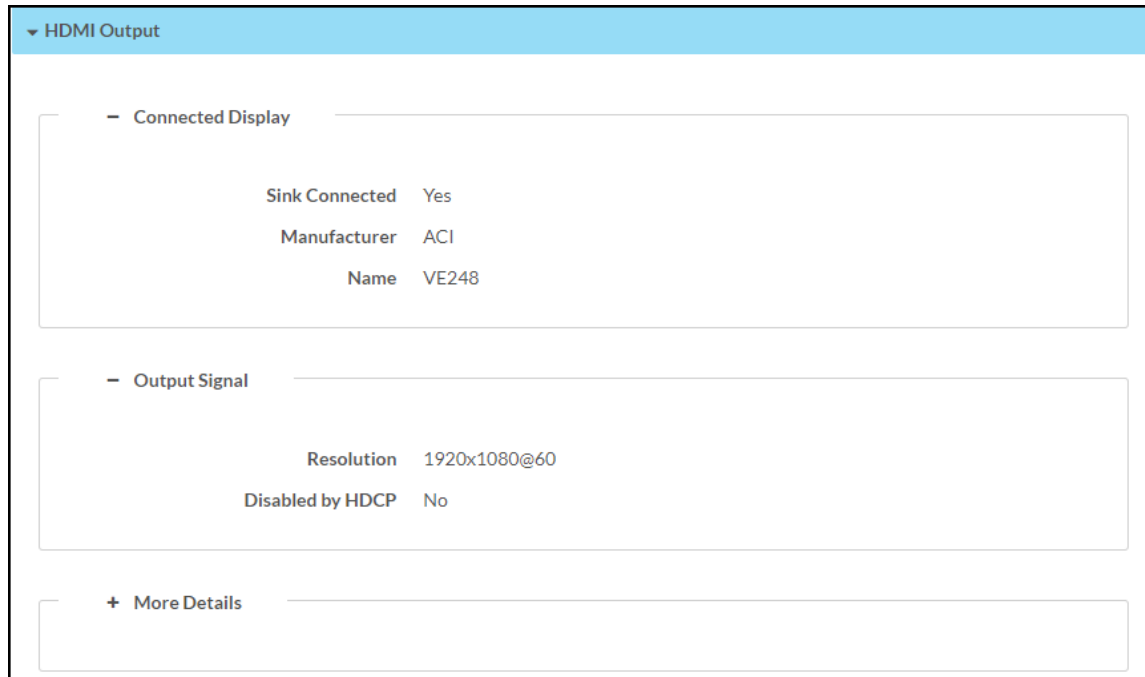 HDMI Output
− Connected Display
Sink Connected Yes
Manufacturer ACI
Name VE248
− Output Signal
Resolution 1920x1080@60
Disabled by HDCP No
+ More Details